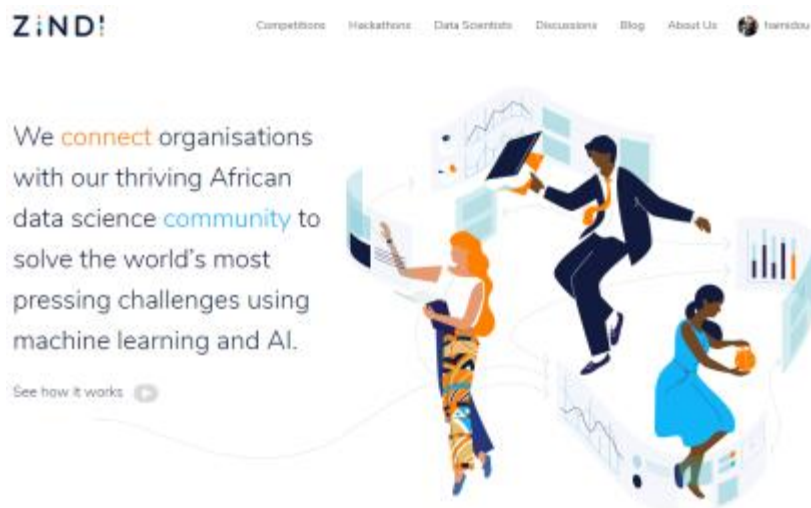 ZiNDI
Competitions Hackathons Data Scientists Discussions Blog About Us hamidou
We connect organisations
with our thriving African
data science community to
solve the world's most
pressing challenges using
machine learning and AI.
See how it works